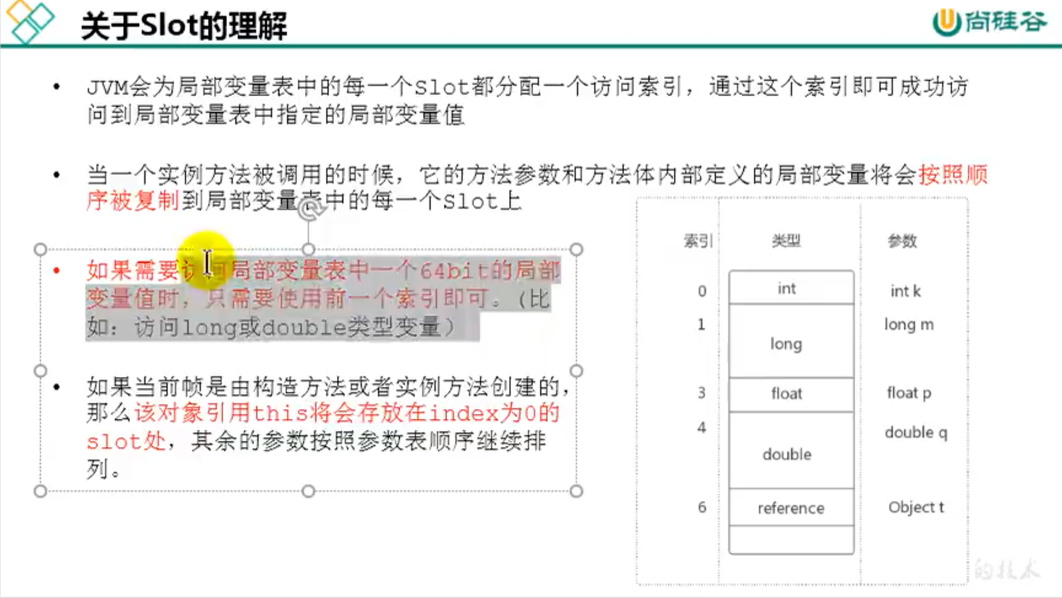 关于Slot的理解
尚硅谷
• JVM会为局部变量表中的每一个Slot都分配一个访问索引，通过这个索引即可成功访
问到局部变量表中指定的局部变量值
• 当一个实例方法被调用的时候，它的方法参数和方法体内部定义的局部变量将会按照顺
序被复制到局部变量表中的每一个Slot上
• 如果需要访问局部变量表中一个64bit的局部
变量值时，只需要使用前一个索引即可。(比
如：访问long或double类型变量）
• 如果当前帧是由构造方法或者实例方法创建的，
那么该对象引用this将会存放在index为0的
slot处，其余的参数按照参数表顺序继续排
列。
索引 类型 参数
0 int int k
1 long long m
3 float float p
4 double double q
6 reference Object t
的技术